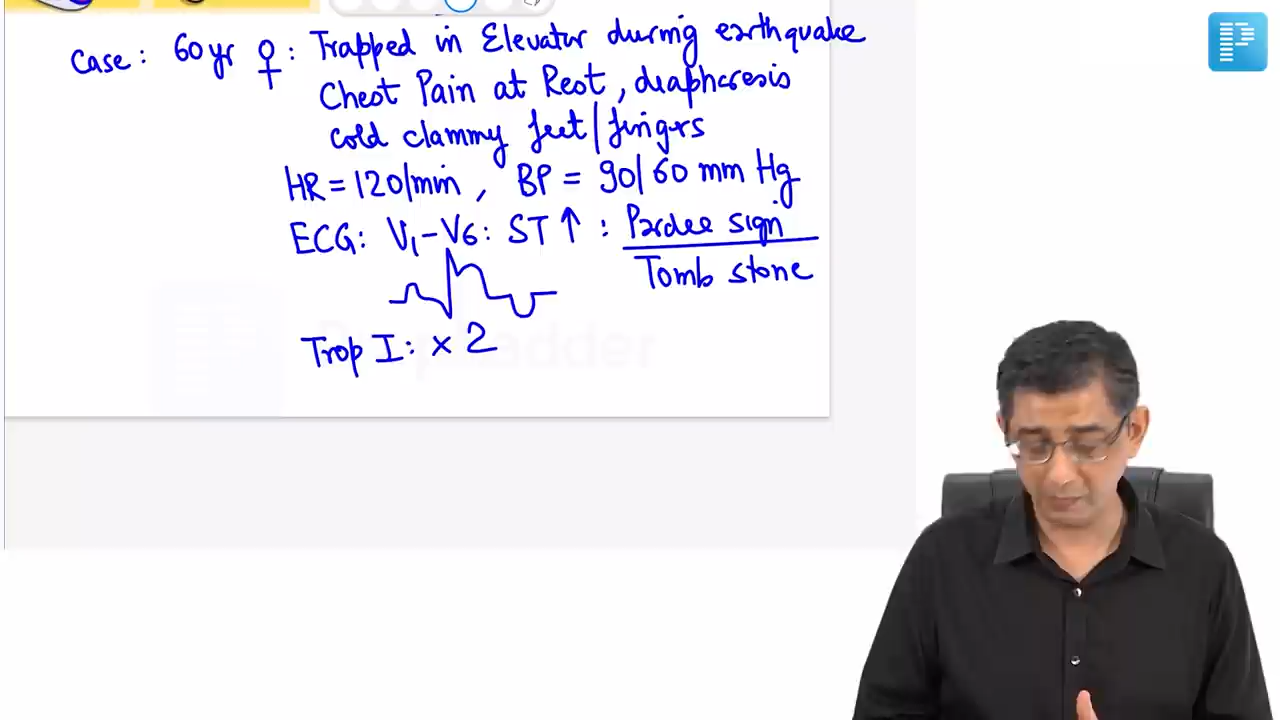 Case: 60 yr ♀: Trapped in Elevator during earthquake
Chest Pain at Rest, diapharesis
cold clammy feet/fingers
HR = 120/min, BP = 90/60 mm Hg
ECG: V1-V6: ST ↑: Pardee sign
Tomb stone
Trop I: × 2